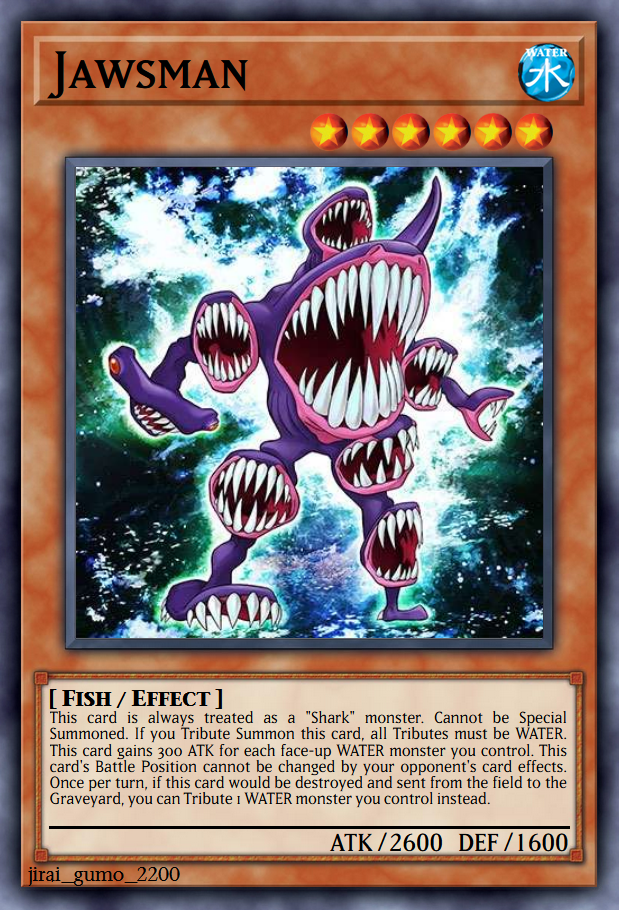 Jawsman
WATER
水
[ Fish / Effect ]
This card is always treated as a "Shark" monster. Cannot be Special
Summoned. If you Tribute Summon this card, all Tributes must be WATER.
This card gains 300 ATK for each face-up WATER monster you control. This
card's Battle Position cannot be changed by your opponent's card effects.
Once per turn, if this card would be destroyed and sent from the field to the
Graveyard, you can Tribute 1 WATER monster you control instead.
ATK/2600 DEF/1600
jirai_gumo_2200